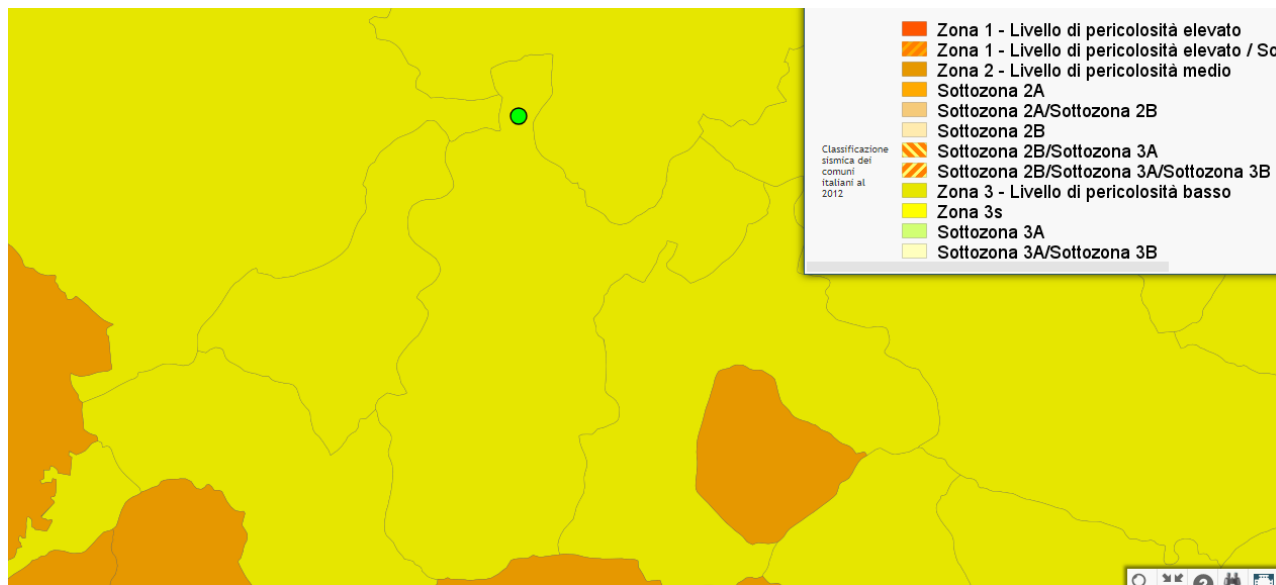 Zona 1 - Livello di pericolosità elevato
Zona 1 - Livello di pericolosità elevato / So
Zona 2 - Livello di pericolosità medio
Sottozona 2A
Sottozona 2A/Sottozona 2B
Sottozona 2B
Sottozona 2B/Sottozona 3A
Sottozona 2B/Sottozona 3A/Sottozona 3B
Zona 3 - Livello di pericolosità basso
Zona 3s
Sottozona 3A
Sottozona 3A/Sottozona 3B
Classificazione
sismica dei
comuni
italiani al
2012